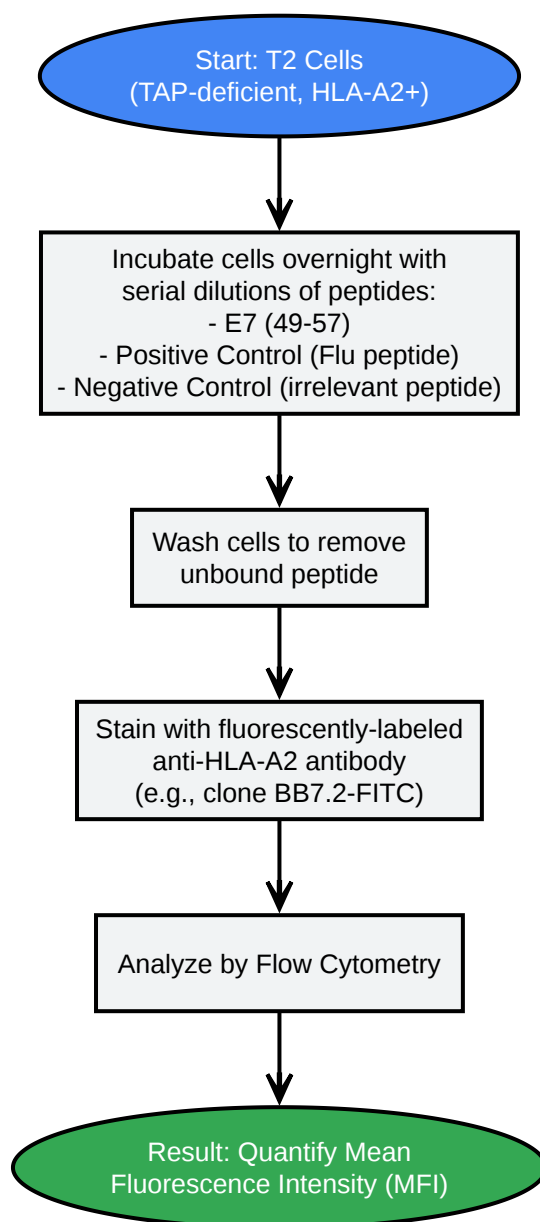 Start: T2 Cells
(TAP-deficient, HLA-A2+)
Incubate cells overnight with
serial dilutions of peptides:
- E7 (49-57)
- Positive Control (Flu peptide)
- Negative Control (irrelevant peptide)
Wash cells to remove
unbound peptide
Stain with fluorescently-labeled
anti-HLA-A2 antibody
(e.g., clone BB7.2-FITC)
Analyze by Flow Cytometry
Result: Quantify Mean
Fluorescence Intensity (MFI)